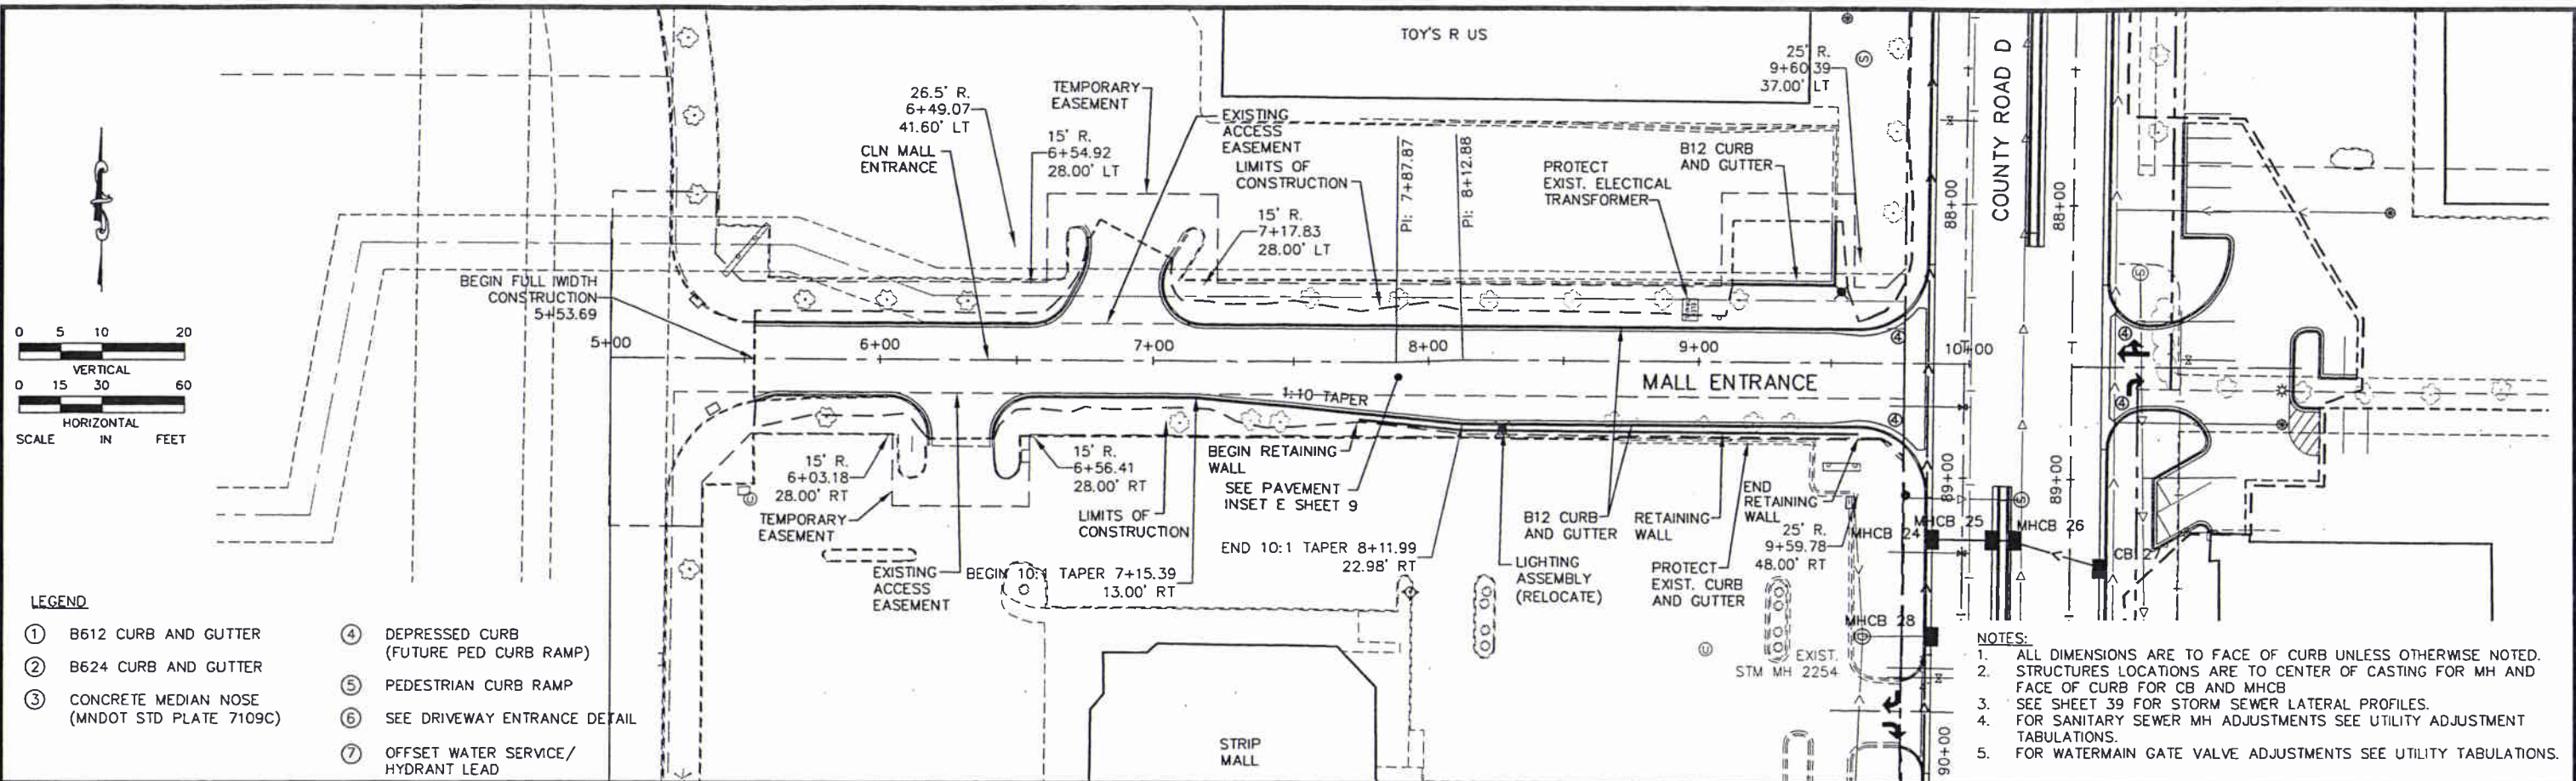 TOY'S R US
25' R.
9+60.39
37.00' LT
COUNTY ROAD D
26.5' R.
6+49.07
41.60' LT
TEMPORARY
EASEMENT
15' R.
6+54.92
28.00' LT
CLN MALL
ENTRANCE
EXISTING
ACCESS
EASEMENT
LIMITS OF
CONSTRUCTION
15' R.
7+17.83
28.00' LT
PI: 7+87.87
PI: 8+12.88
PROTECT
EXIST. ELECTICAL
TRANSFORMER
B12 CURB
AND GUTTER
88+00
88+00
BEGIN FULL WIDTH
CONSTRUCTION
5+53.69
0 5 10 20
VERTICAL
0 15 30 60
HORIZONTAL
SCALE IN FEET
5+00
6+00
7+00
8+00
9+00
10+00
MALL ENTRANCE
1:10 TAPER
4
4
4
4
15' R.
6+03.18
28.00' RT
TEMPORARY
EASEMENT
15' R.
6+56.41
28.00' RT
LIMITS OF
CONSTRUCTION
BEGIN RETAINING
WALL
SEE PAVEMENT
INSET E SHEET 9
END 10:1 TAPER 8+11.99
22.98' RT
EXISTING
ACCESS
EASEMENT
BEGIN 10:1 TAPER 7+15.39
13.00' RT
B12 CURB
AND GUTTER
RETAINING
WALL
END
RETAINING
WALL
25' R.
9+59.78
48.00' RT
LIGHTING
ASSEMBLY
(RELOCATE)
PROTECT
EXIST. CURB
AND GUTTER
89+00
89+00
MHCB 24
MHCB 25
MHCB 26
CB 27
MHCB 28
EXIST.
STM MH 2254
90+00
STRIP
MALL
LEGEND
1 B612 CURB AND GUTTER
2 B624 CURB AND GUTTER
3 CONCRETE MEDIAN NOSE
(MNDOT STD PLATE 7109C)
4 DEPRESSED CURB
(FUTURE PED CURB RAMP)
5 PEDESTRIAN CURB RAMP
6 SEE DRIVEWAY ENTRANCE DETAIL
7 OFFSET WATER SERVICE/
HYDRANT LEAD
NOTES:
1. ALL DIMENSIONS ARE TO FACE OF CURB UNLESS OTHERWISE NOTED.
2. STRUCTURES LOCATIONS ARE TO CENTER OF CASTING FOR MH AND
FACE OF CURB FOR CB AND MHCB
3. SEE SHEET 39 FOR STORM SEWER LATERAL PROFILES.
4. FOR SANITARY SEWER MH ADJUSTMENTS SEE UTILITY ADJUSTMENT
TABULATIONS.
5. FOR WATERMAIN GATE VALVE ADJUSTMENTS SEE UTILITY TABULATIONS.